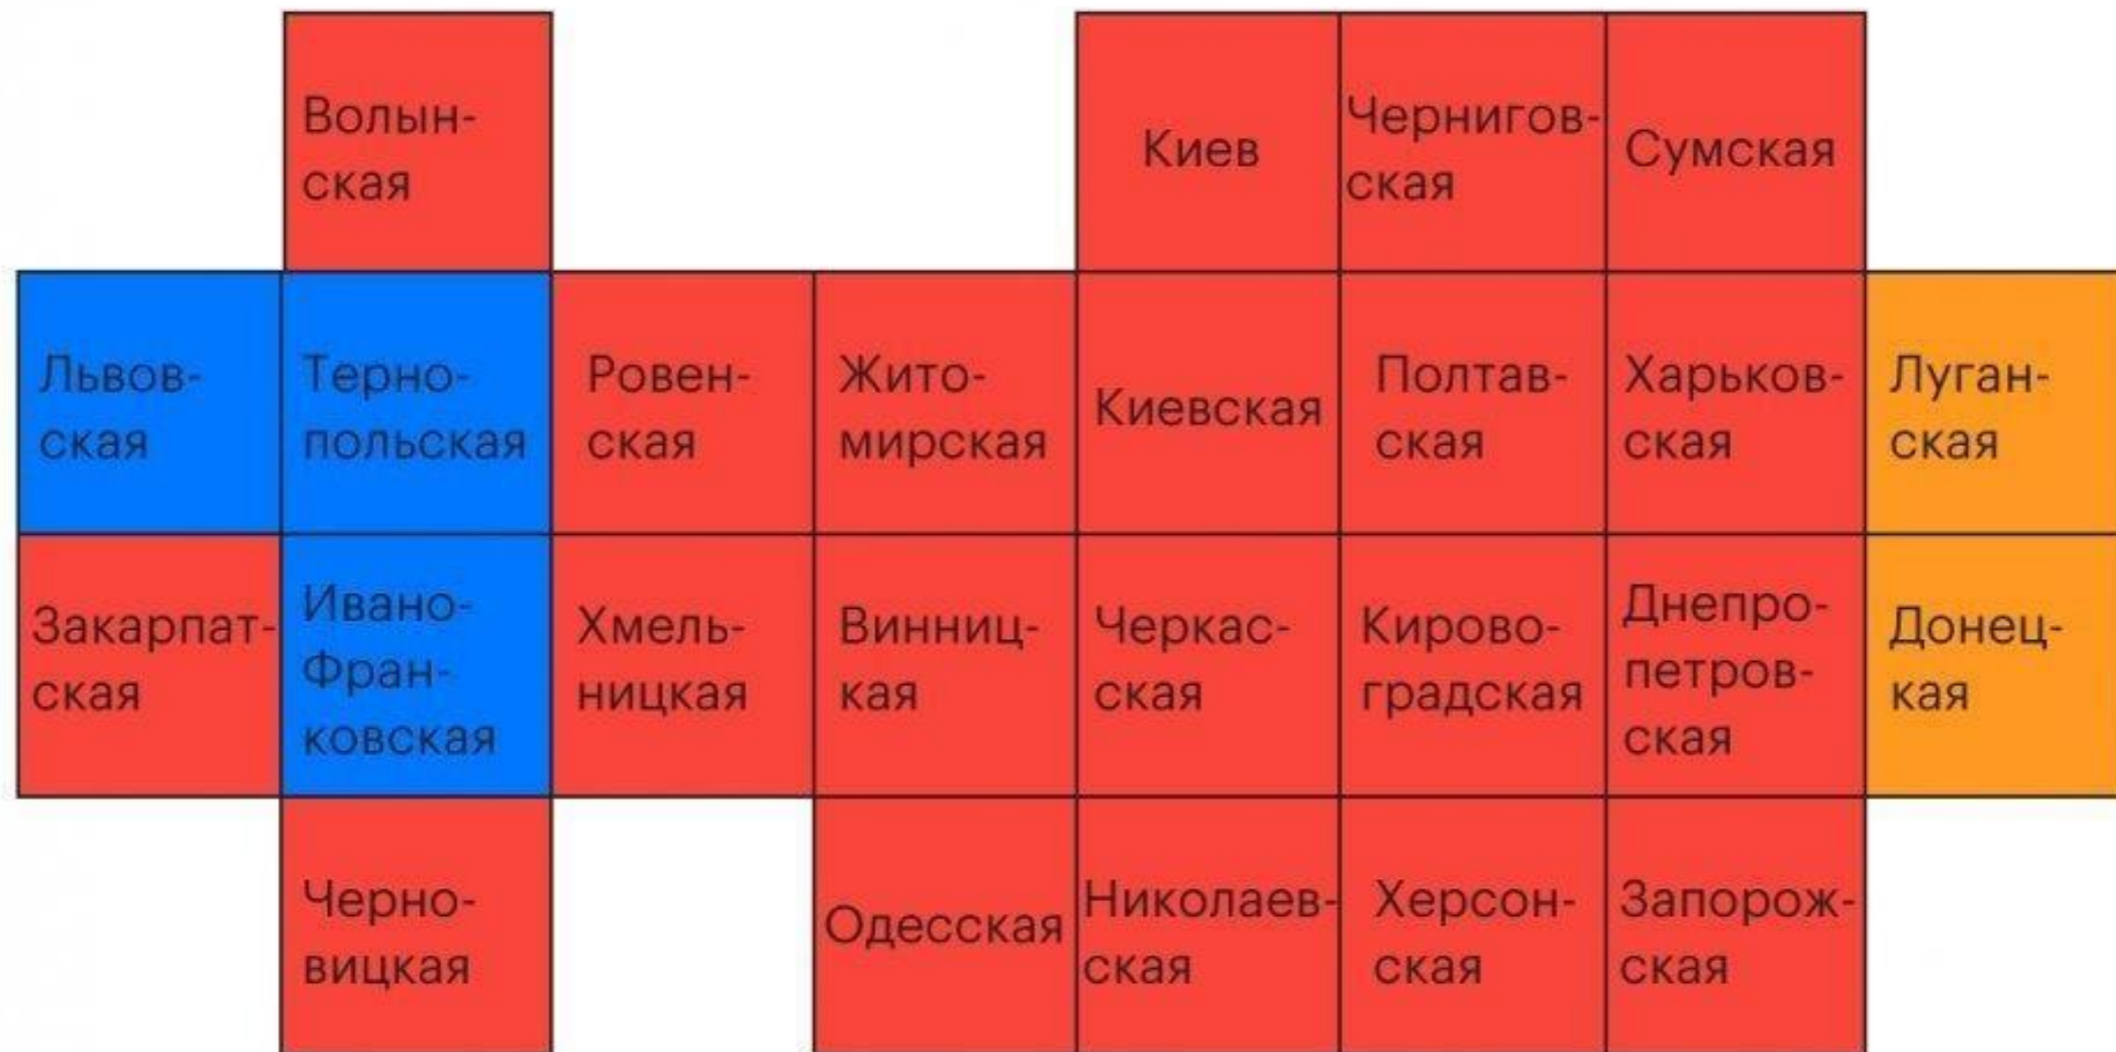 Волын-
ская
Киев
Чернигов-
ская
Сумская
Львов-
ская
Терно-
польская
Ровен-
ская
Жито-
мирская
Киевская
Полтав-
ская
Харьков-
ская
Луган-
ская
Закарпат-
ская
Ивано-
Фран-
ковская
Хмель-
ницкая
Винниц-
кая
Черкас-
ская
Кирово-
градская
Днепро-
петров-
ская
Донец-
кая
Черно-
вицкая
Одесская
Николаев-
ская
Херсон-
ская
Запорож-
ская